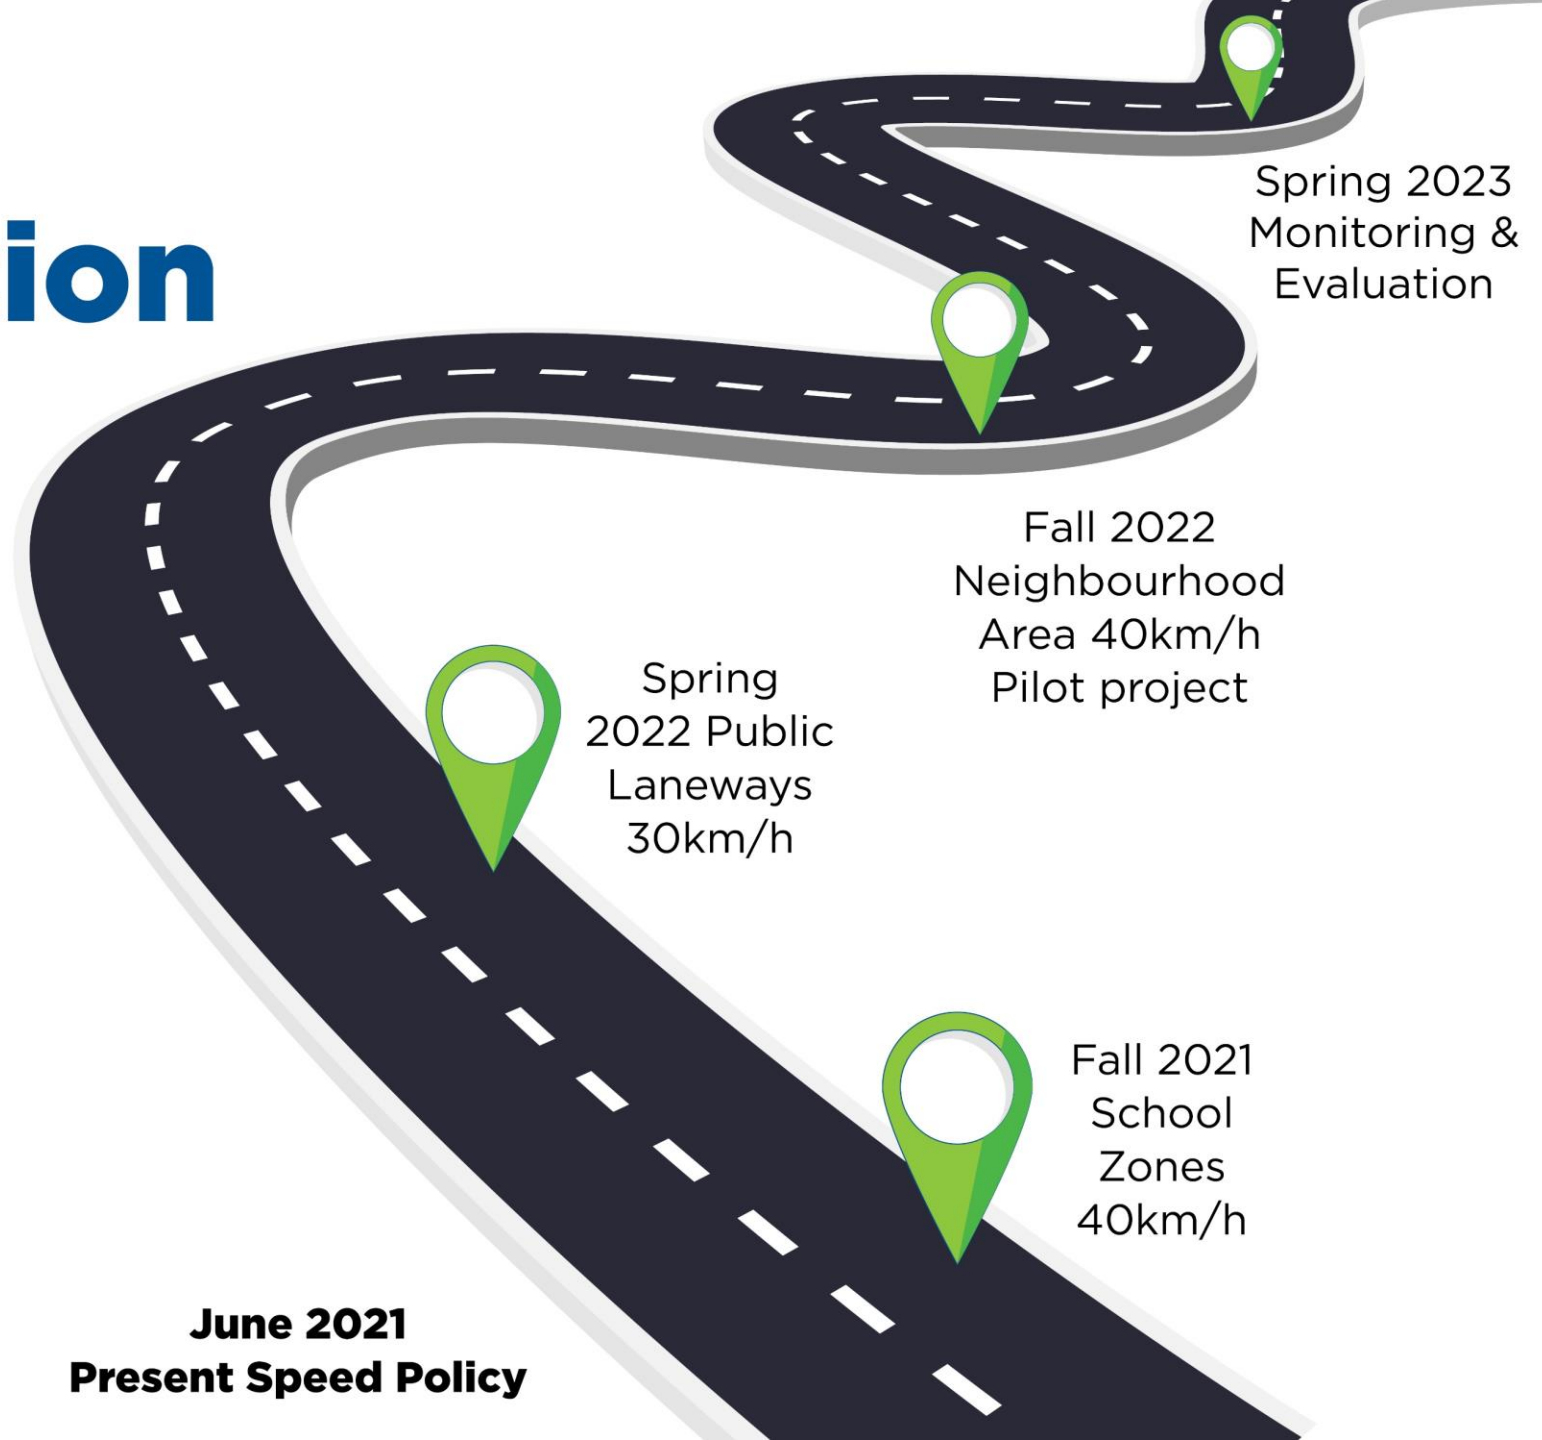 ion
Spring 2023
Monitoring &
Evaluation
Fall 2022
Neighbourhood
Area 40km/h
Pilot project
Spring
2022 Public
Laneways
30km/h
Fall 2021
School
Zones
40km/h
June 2021
Present Speed Policy